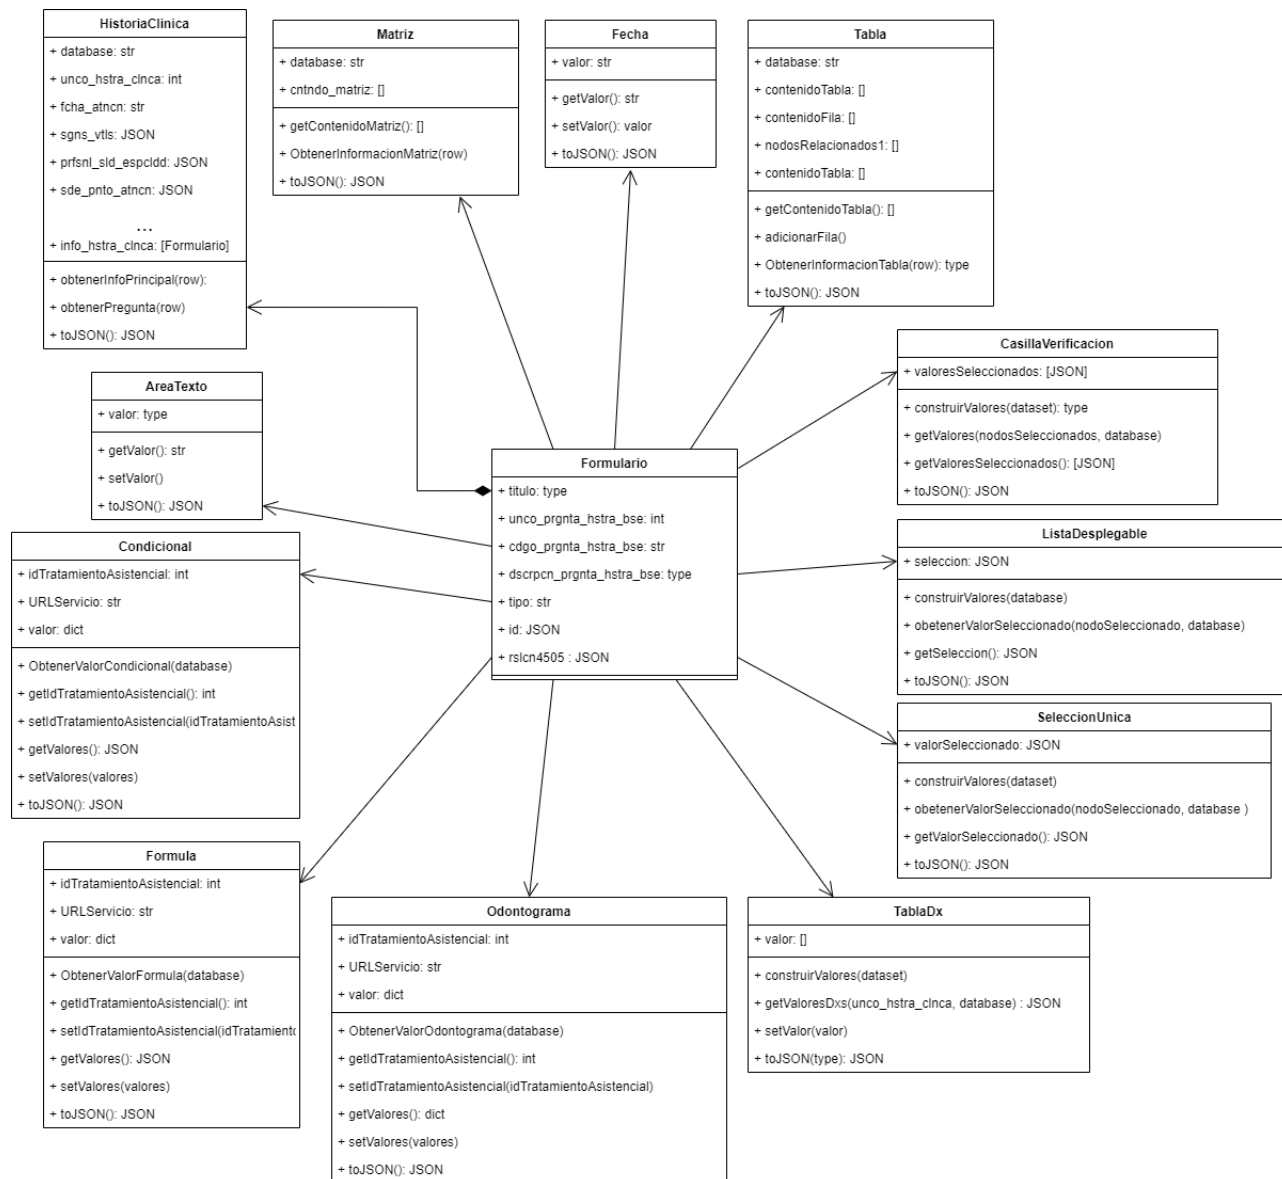 HistoriaClinica
+ database: str
+ unco_hstra_clnca: int
+ fcha_atncn: str
+ sgns_vtls: JSON
+ prfsnl_sld_espcldd: JSON
+ sde_pnto_atncn: JSON
...
+ info_hstra_clnca: [Formulario]
+ obtenerInfoPrincipal(row):
+ obtenerPregunta(row)
+ toJSON(): JSON
Matriz
+ database: str
+ cntndo_matriz: []
+ getContenidoMatriz(): []
+ ObtenerInformacionMatriz(row)
+ toJSON(): JSON
Fecha
+ valor: str
+ getValor(): str
+ setValor(): valor
+ toJSON(): JSON
Tabla
+ database: str
+ contenidoTabla: []
+ contenidoFila: []
+ nodosRelacionados1: []
+ contenidoTabla: []
+ getContenidoTabla(): []
+ adicionarFila()
+ ObtenerInformacionTabla(row): type
+ toJSON(): JSON
CasillaVerificacion
+ valoresSeleccionados: [JSON]
+ construirValores(dataset): type
+ getValores(nodosSeleccionados, database)
+ getValoresSeleccionados(): [JSON]
+ toJSON(): JSON
AreaTexto
+ valor: type
+ getValor(): str
+ setValor()
+ toJSON(): JSON
Formulario
+ titulo: type
+ unco_prgnta_hstra_bse: int
+ cdgo_prgnta_hstra_bse: str
+ dscrpcn_prgnta_hstra_bse: type
+ tipo: str
+ id: JSON
+ rslcn4505 : JSON
ListaDesplegable
+ seleccion: JSON
+ construirValores(database)
+ obetenerValorSeleccionado(nodoSeleccionado, database)
+ getSeleccion(): JSON
+ toJSON(): JSON
Condicional
+ idTratamientoAsistencial: int
+ URLServicio: str
+ valor: dict
+ ObtenerValorCondicional(database)
+ getIdTratamientoAsistencial(): int
+ setIdTratamientoAsistencial(idTratamientoAsist
+ getValores(): JSON
+ setValores(valores)
+ toJSON(): JSON
SeleccionUnica
+ valorSeleccionado: JSON
+ construirValores(dataset)
+ obetenerValorSeleccionado(nodoSeleccionado, database )
+ getValorSeleccionado(): JSON
+ toJSON(): JSON
Formula
+ idTratamientoAsistencial: int
+ URLServicio: str
+ valor: dict
+ ObtenerValorFormula(database)
+ getIdTratamientoAsistencial(): int
+ setIdTratamientoAsistencial(idTratamiento
+ getValores(): JSON
+ setValores(valores)
+ toJSON(): JSON
Odontograma
+ idTratamientoAsistencial: int
+ URLServicio: str
+ valor: dict
+ ObtenerValorOdontograma(database)
+ getIdTratamientoAsistencial(): int
+ setIdTratamientoAsistencial(idTratamientoAsistencial)
+ getValores(): dict
+ setValores(valores)
+ toJSON(): JSON
TablaDx
+ valor: []
+ construirValores(dataset)
+ getValoresDxs(unco_hstra_clnca, database) : JSON
+ setValor(valor)
+ toJSON(type): JSON